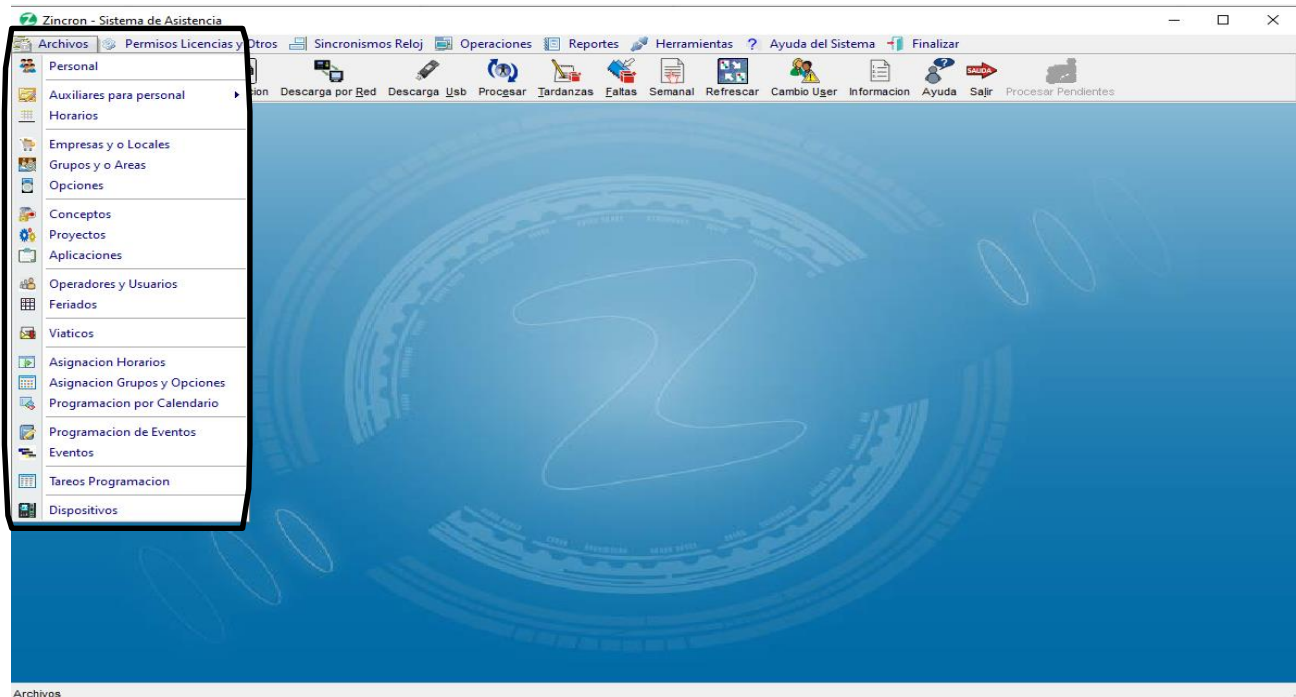 Zincron - Sistema de Asistencia
Archivos Permisos Licencias y Otros Sincronismos Reloj Operaciones Reportes Herramientas ? Ayuda del Sistema Finalizar
Descarga por Red Descarga Usb Procesar Tardanzas Faltas Semanal Refrescar Cambio User Informacion Ayuda Salir Procesar Pendientes
SALIDA
Personal
Auxiliares para personal
Horarios
Empresas y o Locales
Grupos y o Areas
Opciones
Conceptos
Proyectos
Aplicaciones
Operadores y Usuarios
Feriados
Viaticos
Asignacion Horarios
Asignacion Grupos y Opciones
Programacion por Calendario
Programacion de Eventos
Eventos
Tareos Programacion
Dispositivos
Archivos